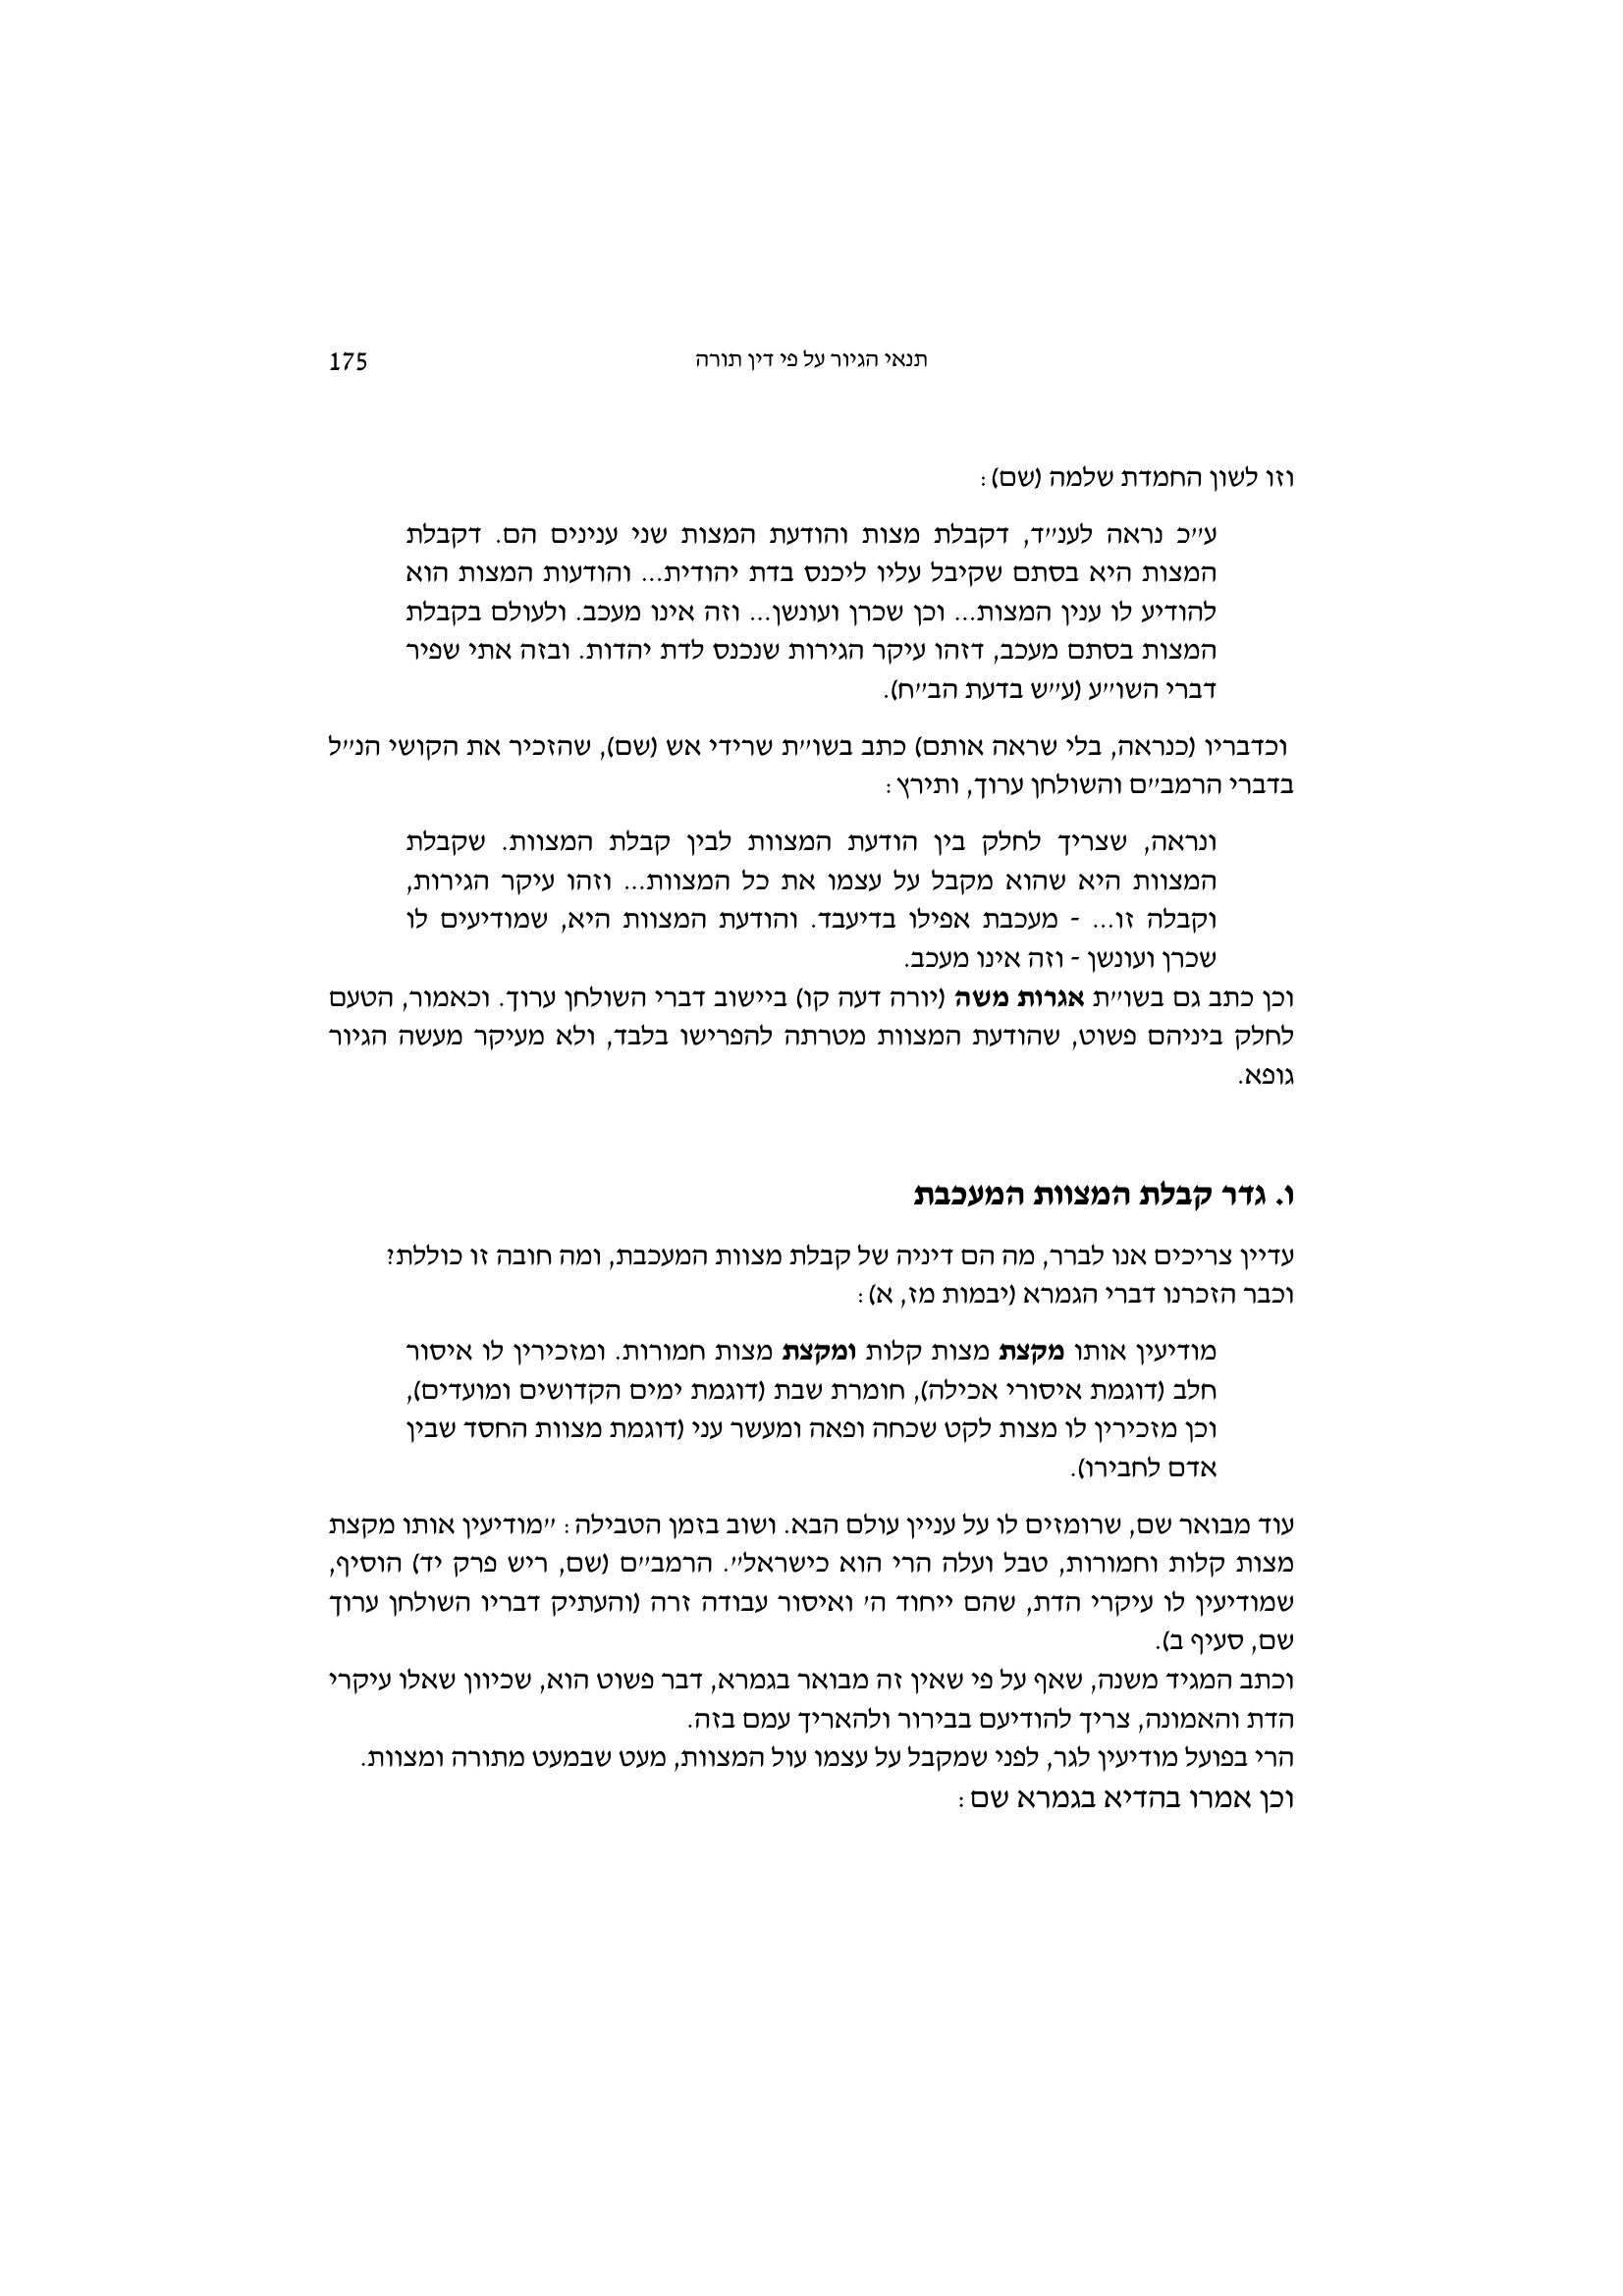 תנאי הגיור על פי דין תורה 175
וזו לשון החמדת שלמה (שם):
ע״כ נראה לענ״ד, דקבלת מצות והודעת המצות שני ענינים הם. דקבלת
המצות היא בסתם שקיבל עליו ליכנס בדת יהודית... והודעות המצות הוא
להודיע לו ענין המצות... וכן שכרן ועונשן... וזה אינו מעכב. ולעולם בקבלת
המצות בסתם מעכב, דזהו עיקר הגירות שנכנס לדת יהדות. ובזה אתי שפיר
דברי השו״ע (ע״ש בדעת הב״ח).
וכדבריו (כנראה, בלי שראה אותם) כתב בשו״ת שרידי אש (שם), שהזכיר את הקושי הנ״ל
בדברי הרמב״ם והשולחן ערוך, ותירץ:
ונראה, שצריך לחלק בין הודעת המצוות לבין קבלת המצוות. שקבלת
המצוות היא שהוא מקבל על עצמו את כל המצוות... וזהו עיקר הגירות,
וקבלה זו... - מעכבת אפילו בדיעבד. והודעת המצוות היא, שמודיעים לו
שכרן ועונשן - וזה אינו מעכב.
וכן כתב גם בשו״ת אגרות משה (יורה דעה קו) ביישוב דברי השולחן ערוך. וכאמור, הטעם
לחלק ביניהם פשוט, שהודעת המצוות מטרתה להפרישו בלבד, ולא מעיקר מעשה הגיור
גופא.
ו. גדר קבלת המצוות המעכבת
עדיין צריכים אנו לברר, מה הם דיניה של קבלת מצוות המעכבת, ומה חובה זו כוללת?
וכבר הזכרנו דברי הגמרא (יבמות מז, א):
מודיעין אותו מקצת מצות קלות ומקצת מצות חמורות. ומזכירין לו איסור
חלב (דוגמת איסורי אכילה), חומרת שבת (דוגמת ימים הקדושים ומועדים),
וכן מזכירין לו מצות לקט שכחה ופאה ומעשר עני (דוגמת מצוות החסד שבין
אדם לחבירו).
עוד מבואר שם, שרומזים לו על עניין עולם הבא. ושוב בזמן הטבילה: ״מודיעין אותו מקצת
מצות קלות וחמורות, טבל ועלה הרי הוא כישראל״. הרמב״ם (שם, ריש פרק יד) הוסיף,
שמודיעין לו עיקרי הדת, שהם ייחוד ה׳ ואיסור עבודה זרה (והעתיק דבריו השולחן ערוך
שם, סעיף ב).
וכתב המגיד משנה, שאף על פי שאין זה מבואר בגמרא, דבר פשוט הוא, שכיוון שאלו עיקרי
הדת והאמונה, צריך להודיעם בבירור ולהאריך עמם בזה.
הרי בפועל מודיעין לגר, לפני שמקבל על עצמו עול המצוות, מעט שבמעט מתורה ומצוות.
וכן אמרו בהדיא בגמרא שם: